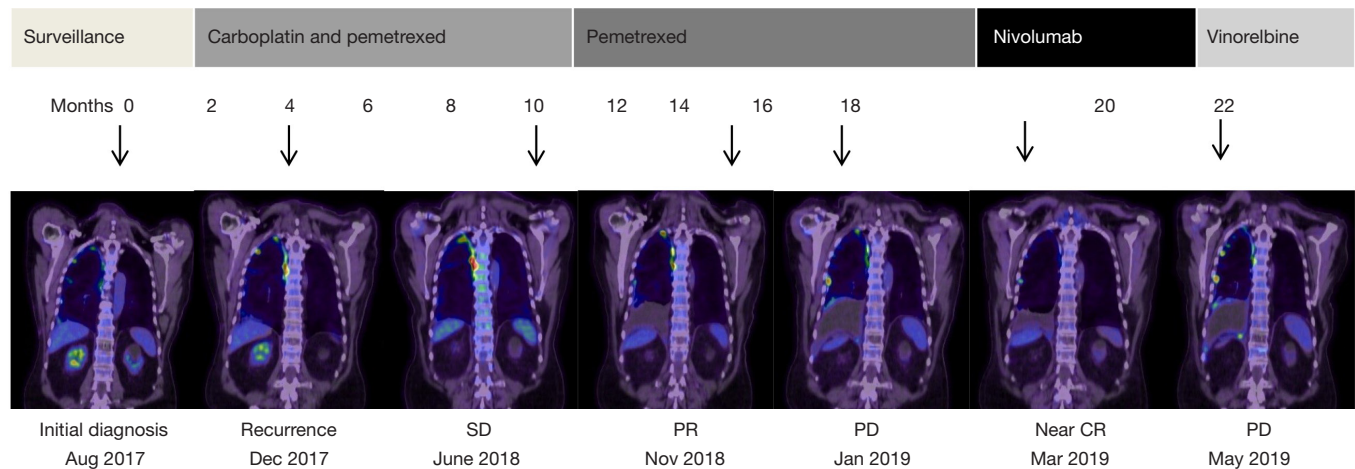 Surveillance Carboplatin and pemetrexed Pemetrexed Nivolumab Vinorelbine
Months 0 2 4 6 8 10 12 14 16 18 20 22
Initial diagnosis Recurrence SD PR PD Near CR PD
Aug 2017 Dec 2017 June 2018 Nov 2018 Jan 2019 Mar 2019 May 2019